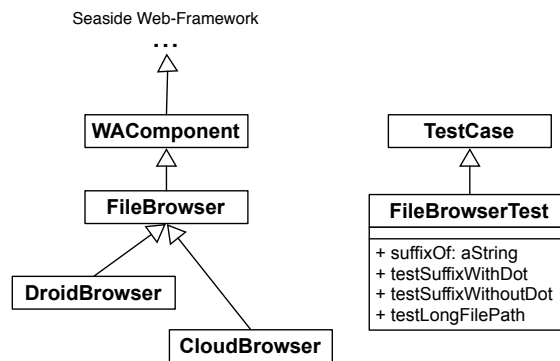 Seaside Web-Framework
...
WAComponent
FileBrowser
DroidBrowser
CloudBrowser
TestCase
FileBrowserTest
+ suffixOf: aString
+ testSuffixWithDot
+ testSuffixWithoutDot
+ testLongFilePath